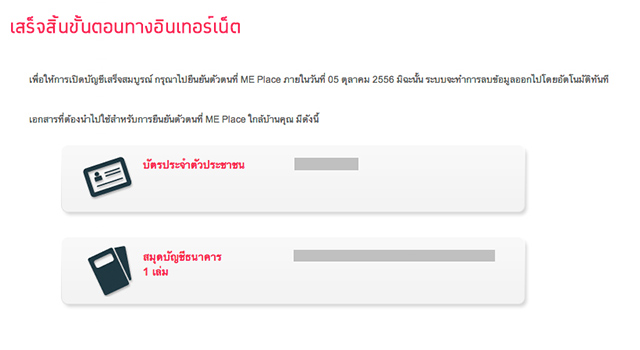 เสร็จสิ้นขั้นตอนทางอินเทอร์เน็ต
เพื่อให้การเปิดบัญชีเสร็จสมบูรณ์ กรุณาไปยืนยันตัวตนที่ ME Place ภายในวันที่ 05 ตุลาคม 2556 มิฉะนั้น ระบบจะทำการลบข้อมูลออกไปโดยอัตโนมัติทันที
เอกสารที่ต้องนำไปใช้สำหรับการยืนยันตัวตนที่ ME Place ใกล้บ้านคุณ มีดังนี้
บัตรประจำตัวประชาชน
สมุดบัญชีธนาคาร
1 เล่ม